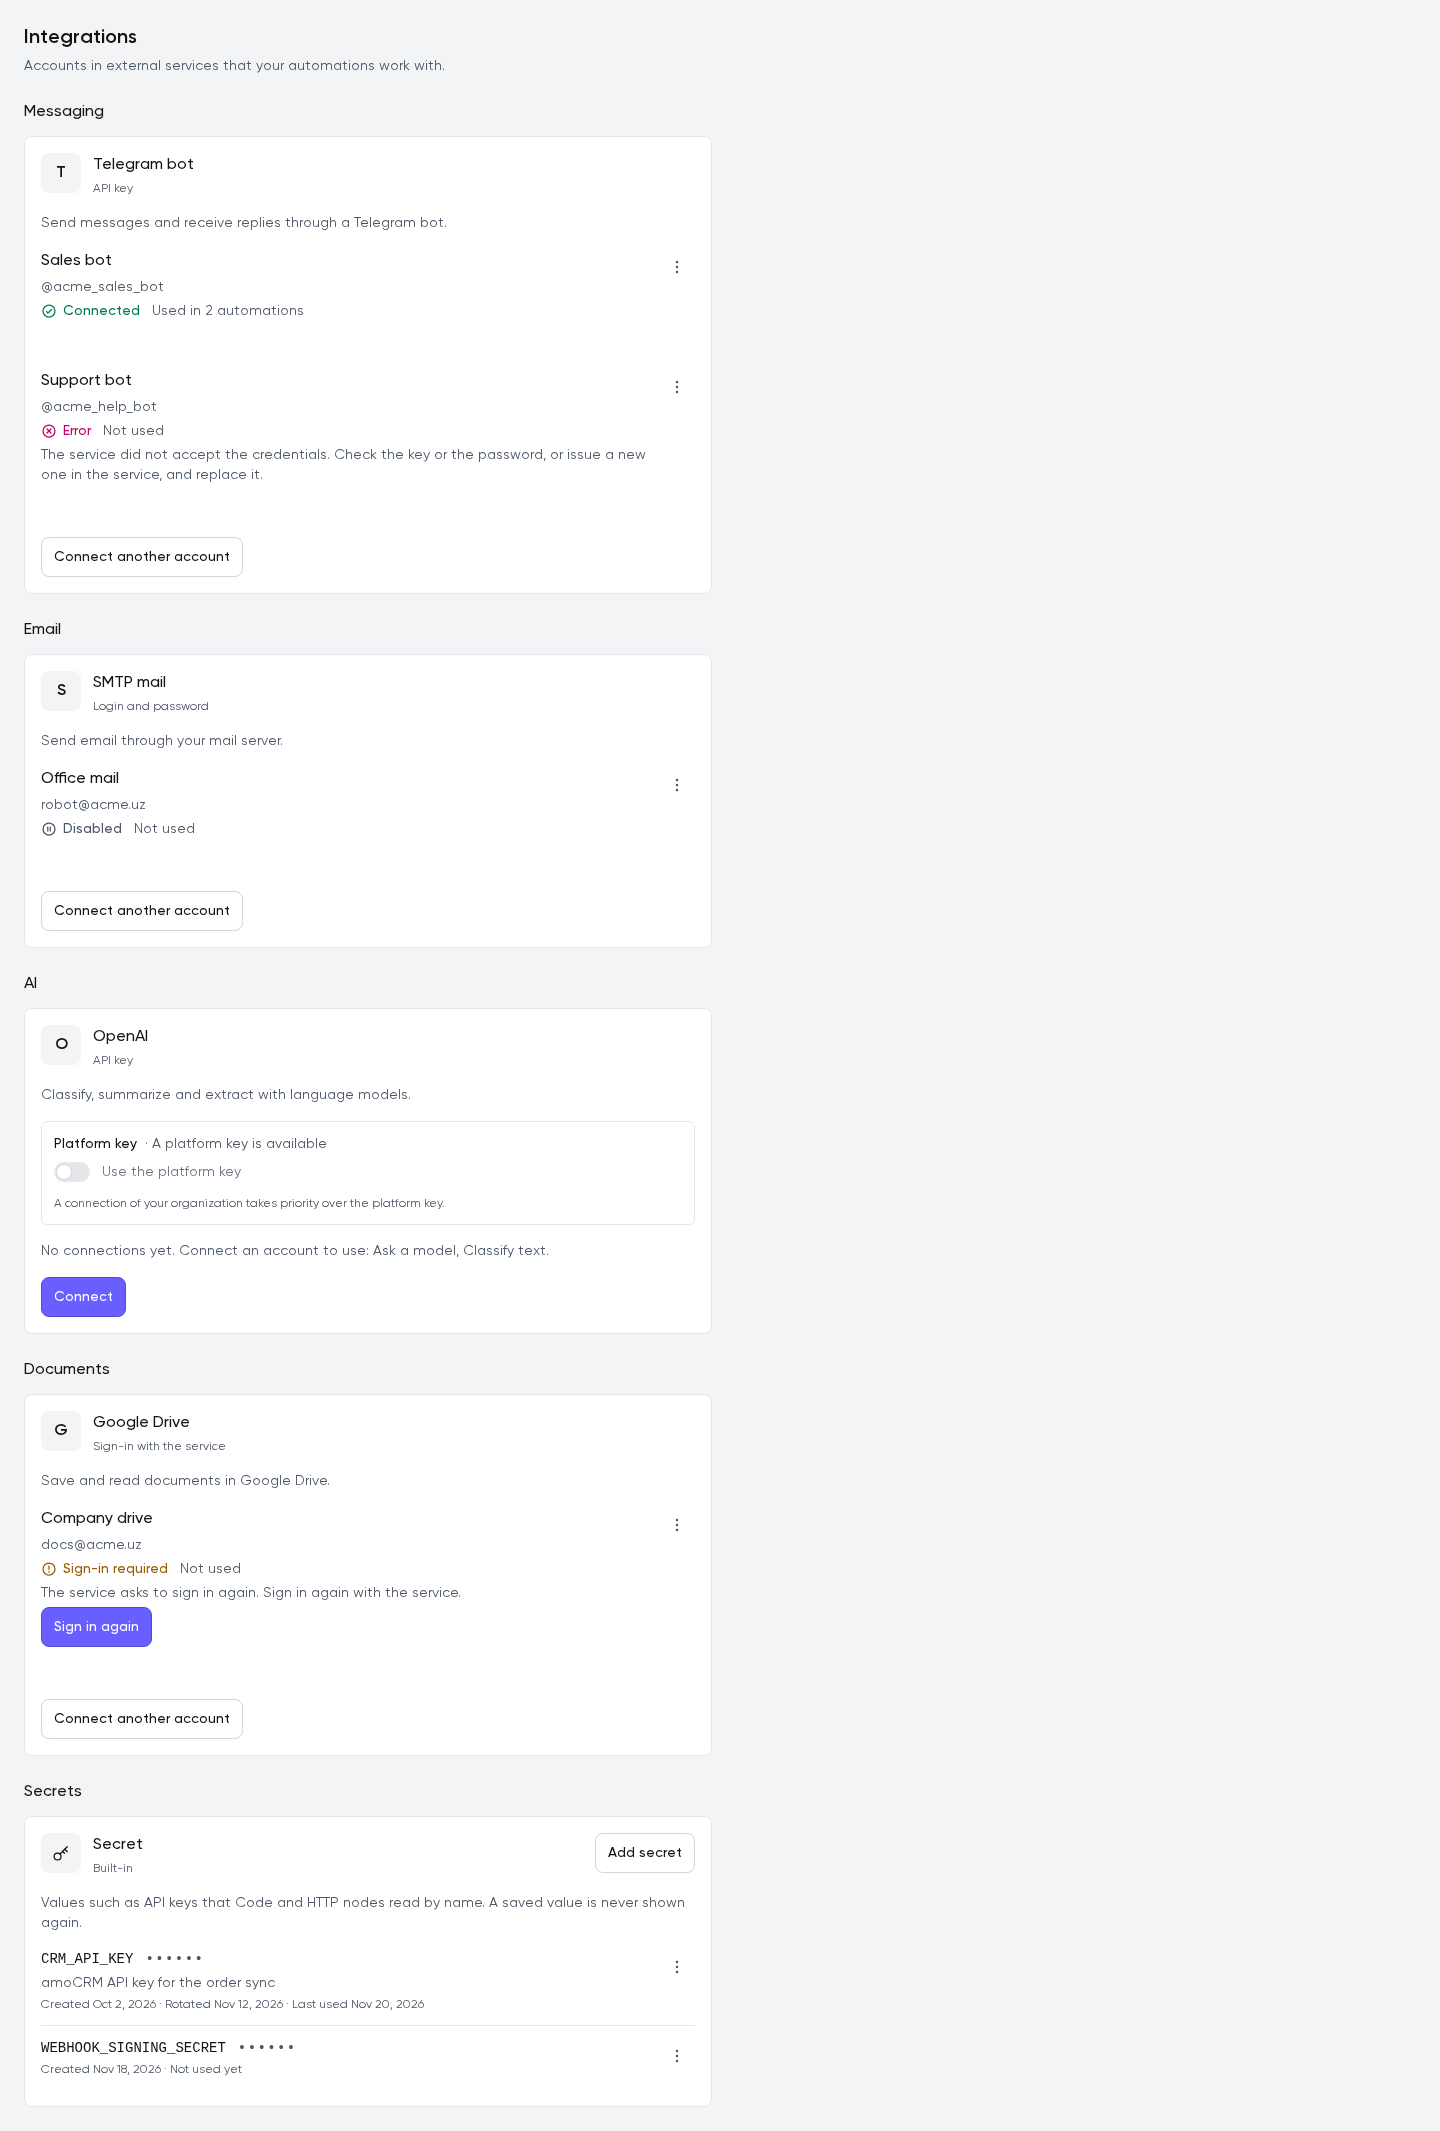 Integrations
Accounts in external services that your automations work with.
Messaging
T
Telegram bot
API key
Send messages and receive replies through a Telegram bot.
Sales bot
@acme_sales_bot
Connected Used in 2 automations
Support bot
@acme_help_bot
Error Not used
The service did not accept the credentials. Check the key or the password, or issue a new
one in the service, and replace it.
Connect another account
Email
S
SMTP mail
Login and password
Send email through your mail server.
Office mail
robot@acme.uz
Disabled Not used
Connect another account
AI
O
OpenAI
API key
Classify, summarize and extract with language models.
Platform key · A platform key is available
Use the platform key
A connection of your organization takes priority over the platform key.
No connections yet. Connect an account to use: Ask a model, Classify text.
Connect
Documents
G
Google Drive
Sign-in with the service
Save and read documents in Google Drive.
Company drive
docs@acme.uz
Sign-in required Not used
The service asks to sign in again. Sign in again with the service.
Sign in again
Connect another account
Secrets
Secret
Built-in
Add secret
Values such as API keys that Code and HTTP nodes read by name. A saved value is never shown
again.
CRM_API_KEY ••••••
amoCRM API key for the order sync
Created Oct 2, 2026 · Rotated Nov 12, 2026 · Last used Nov 20, 2026
WEBHOOK_SIGNING_SECRET ••••••
Created Nov 18, 2026 · Not used yet